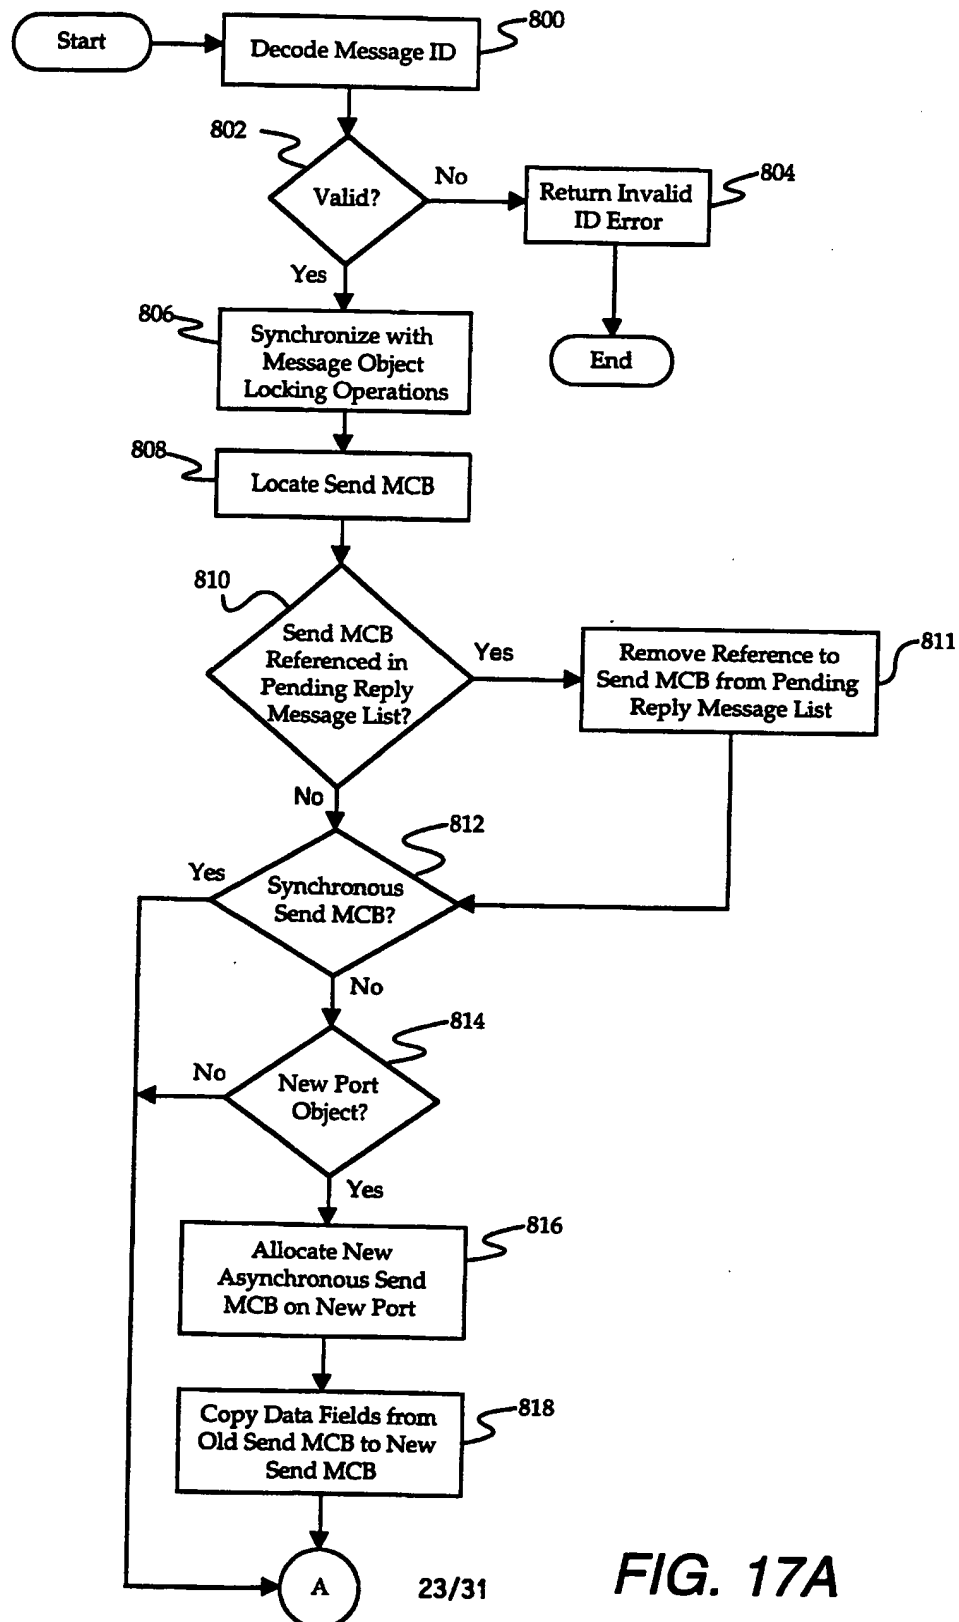 Start
Decode Message ID
800
802
Valid?
No
Return Invalid
ID Error
804
Yes
End
806
Synchronize with
Message Object
Locking Operations
808
Locate Send MCB
810
Send MCB
Referenced in
Pending Reply
Message List?
Yes
Remove Reference to
Send MCB from Pending
Reply Message List
811
No
812
Yes
Synchronous
Send MCB?
No
814
No
New Port
Object?
Yes
816
Allocate New
Asynchronous Send
MCB on New Port
818
Copy Data Fields from
Old Send MCB to New
Send MCB
A
23/31
FIG. 17A